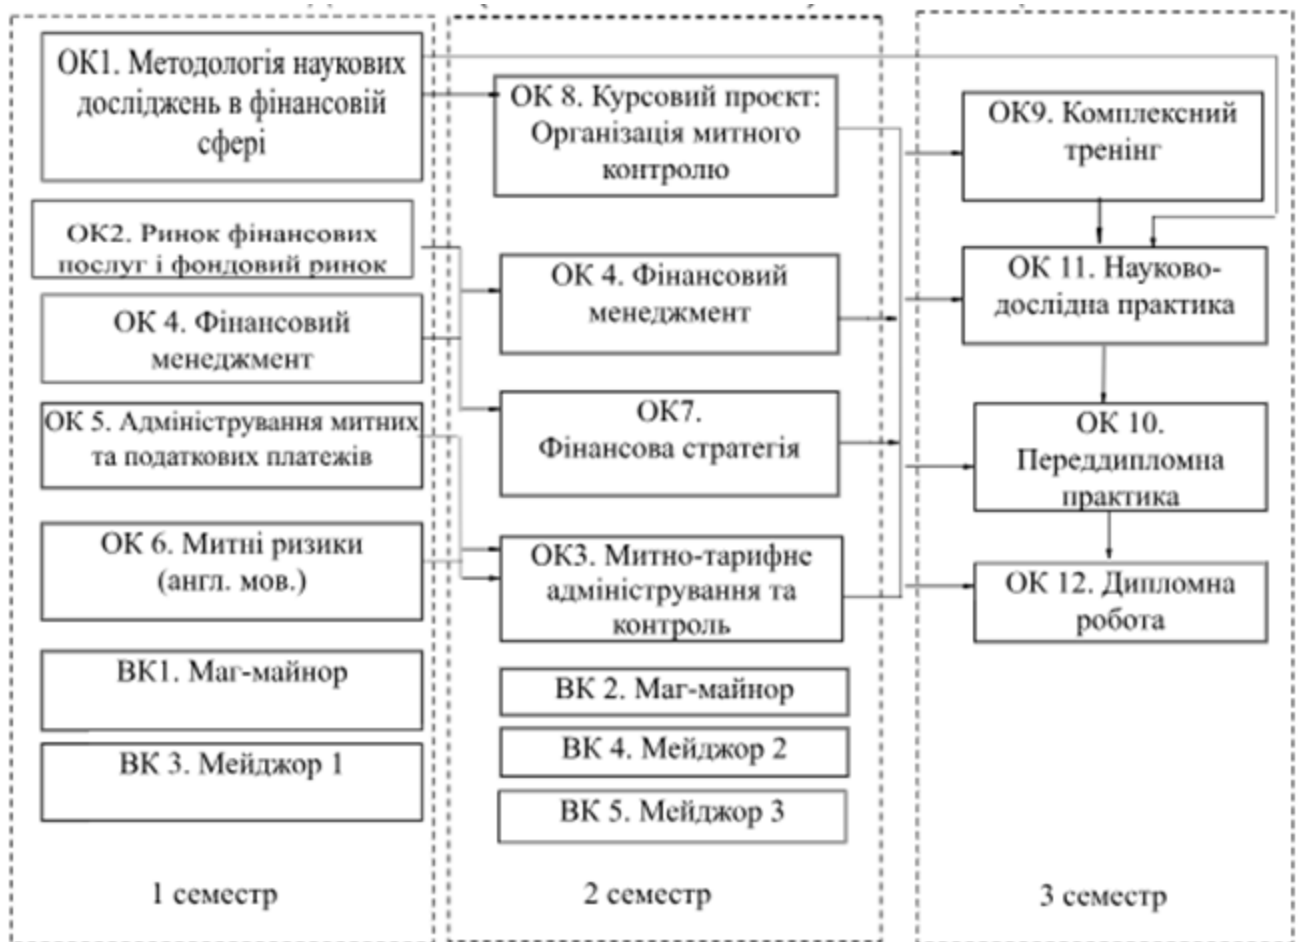 ОК1. Методологія наукових
досліджень в фінансовій
сфері
ОК2. Ринок фінансових
послуг і фондовий ринок
ОК 4. Фінансовий
менеджмент
ОК 5. Адміністрування митних
та податкових платежів
ОК 6. Митні ризики
(англ. мов.)
ВК1. Маг-майнор
ВК 3. Мейджор 1
1 семестр
ОК 8. Курсовий проєкт:
Організація митного
контролю
ОК 4. Фінансовий
менеджмент
ОК7.
Фінансова стратегія
ОК3. Митно-тарифне
адміністрування та
контроль
ВК 2. Маг-майнор
ВК 4. Мейджор 2
ВК 5. Мейджор 3
2 семестр
ОК9. Комплексний
тренінг
ОК 11. Науково-
дослідна практика
ОК 10.
Переддипломна
практика
ОК 12. Дипломна
робота
3 семестр